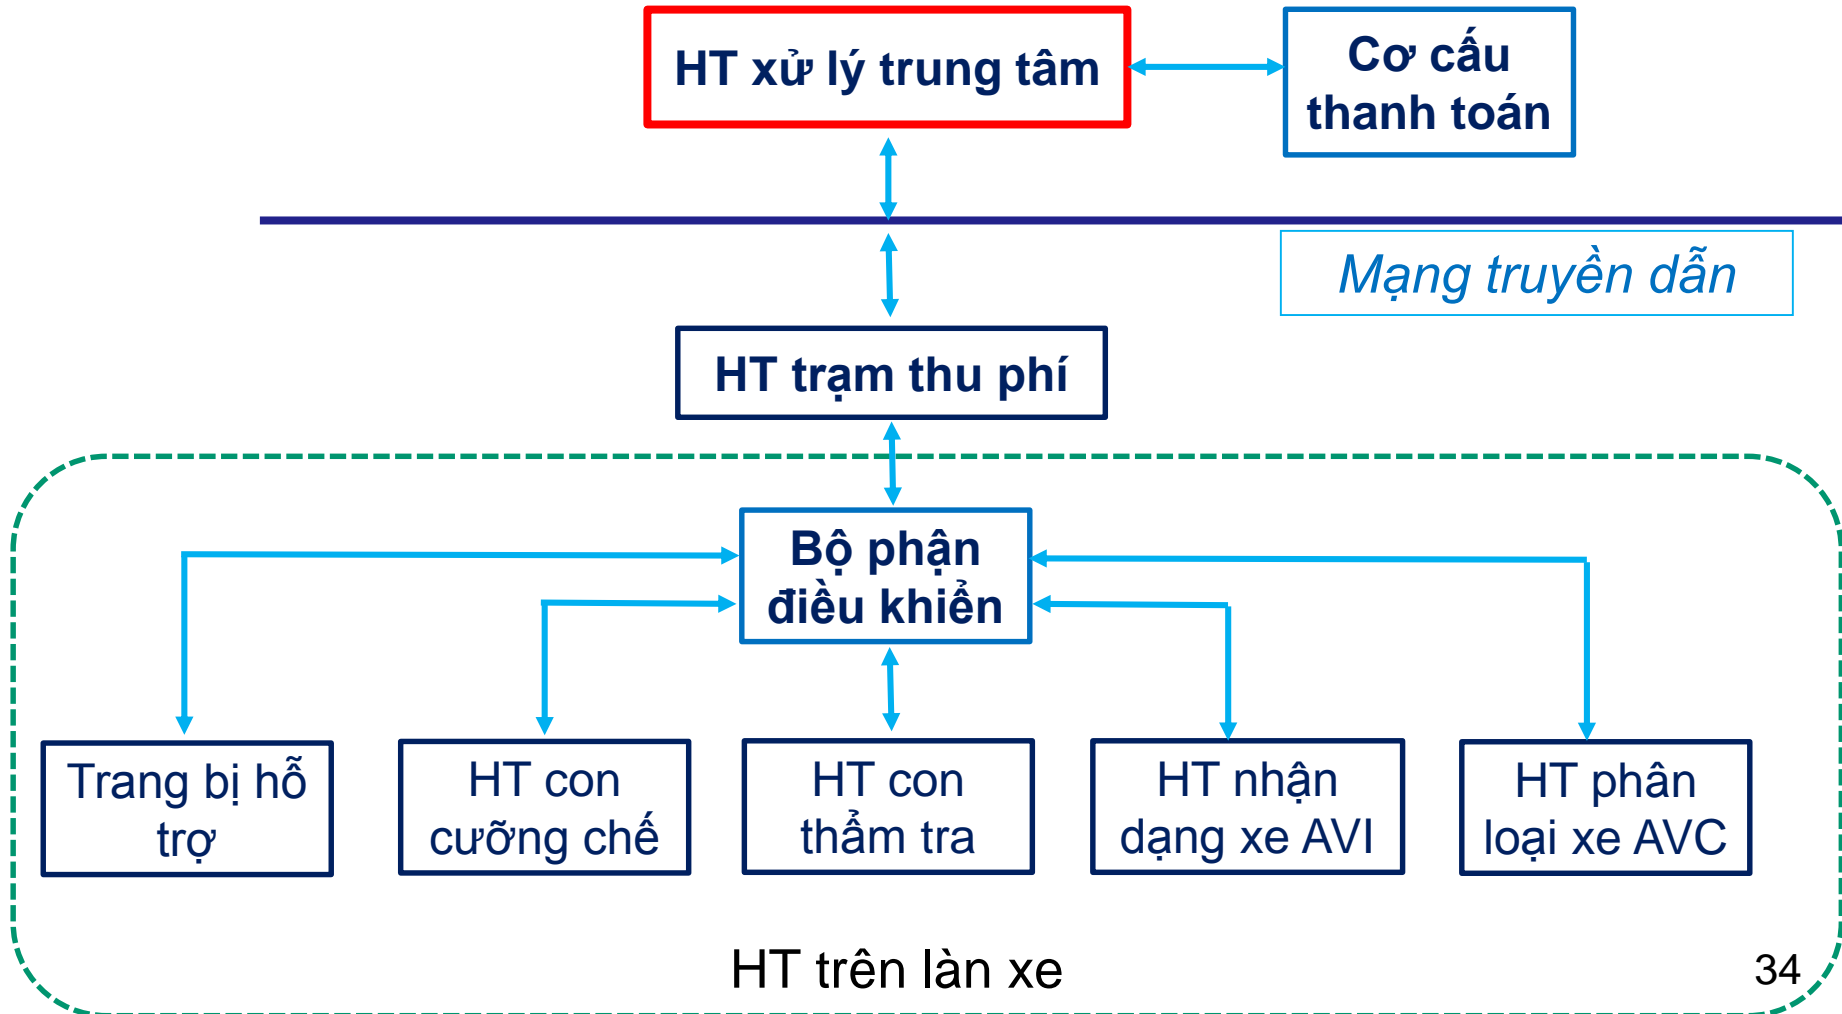 HT xử lý trung tâm
Cơ cấu
thanh toán
Mạng truyền dẫn
HT trạm thu phí
Bộ phận
điều khiển
Trang bị hỗ
trợ
HT con
cưỡng chế
HT con
thẩm tra
HT nhận
dạng xe AVI
HT phân
loại xe AVC
HT trên làn xe
34